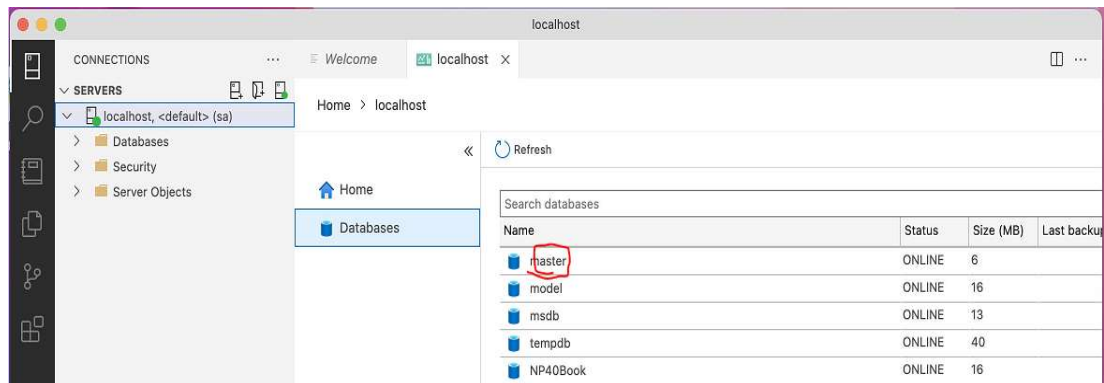 localhost
CONNECTIONS ...
Welcome
localhost ×
...
SERVERS
localhost, <default> (sa)
Databases
Security
Server Objects
Home > localhost
«
Refresh
Home
Databases
Search databases
Name Status Size (MB) Last backup
master ONLINE 6
model ONLINE 16
msdb ONLINE 13
tempdb ONLINE 40
NP40Book ONLINE 16